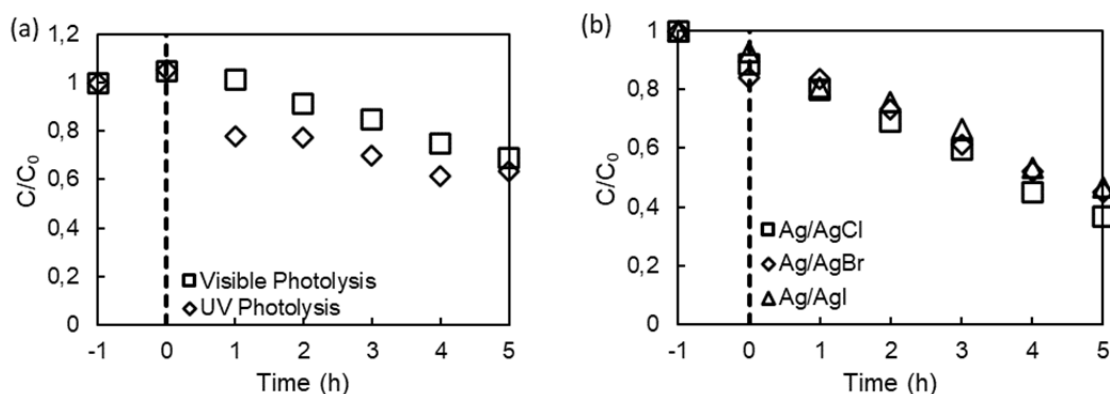 (a)
1,2
1
0,8
0,6
0,4
0,2
0
C/C₀
Visible Photolysis
UV Photolysis
-1 0 1 2 3 4 5
Time (h)
(b)
1
0,8
0,6
0,4
0,2
0
C/C₀
Ag/AgCl
Ag/AgBr
Ag/AgI
-1 0 1 2 3 4 5
Time (h)